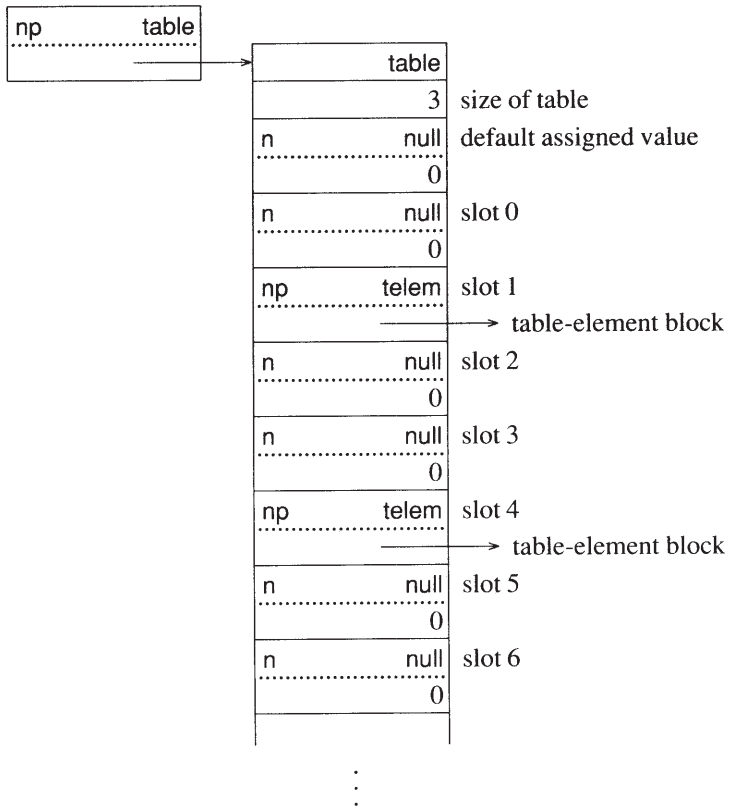 np table
table
3 size of table
n null default assigned value
0
n null slot 0
0
np telem slot 1
table-element block
n null slot 2
0
n null slot 3
0
np telem slot 4
table-element block
n null slot 5
0
n null slot 6
0